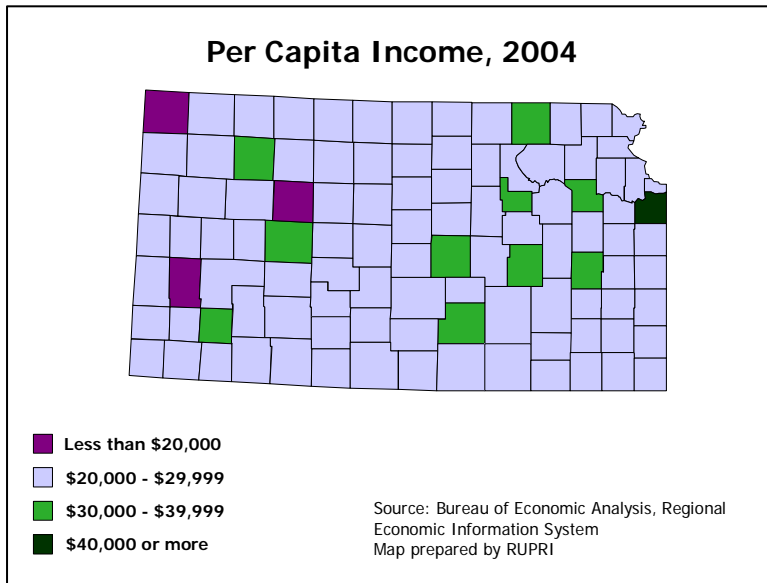 Per Capita Income, 2004
Less than $20,000
$20,000 - $29,999
$30,000 - $39,999
$40,000 or more
Source: Bureau of Economic Analysis, Regional
Economic Information System
Map prepared by RUPRI